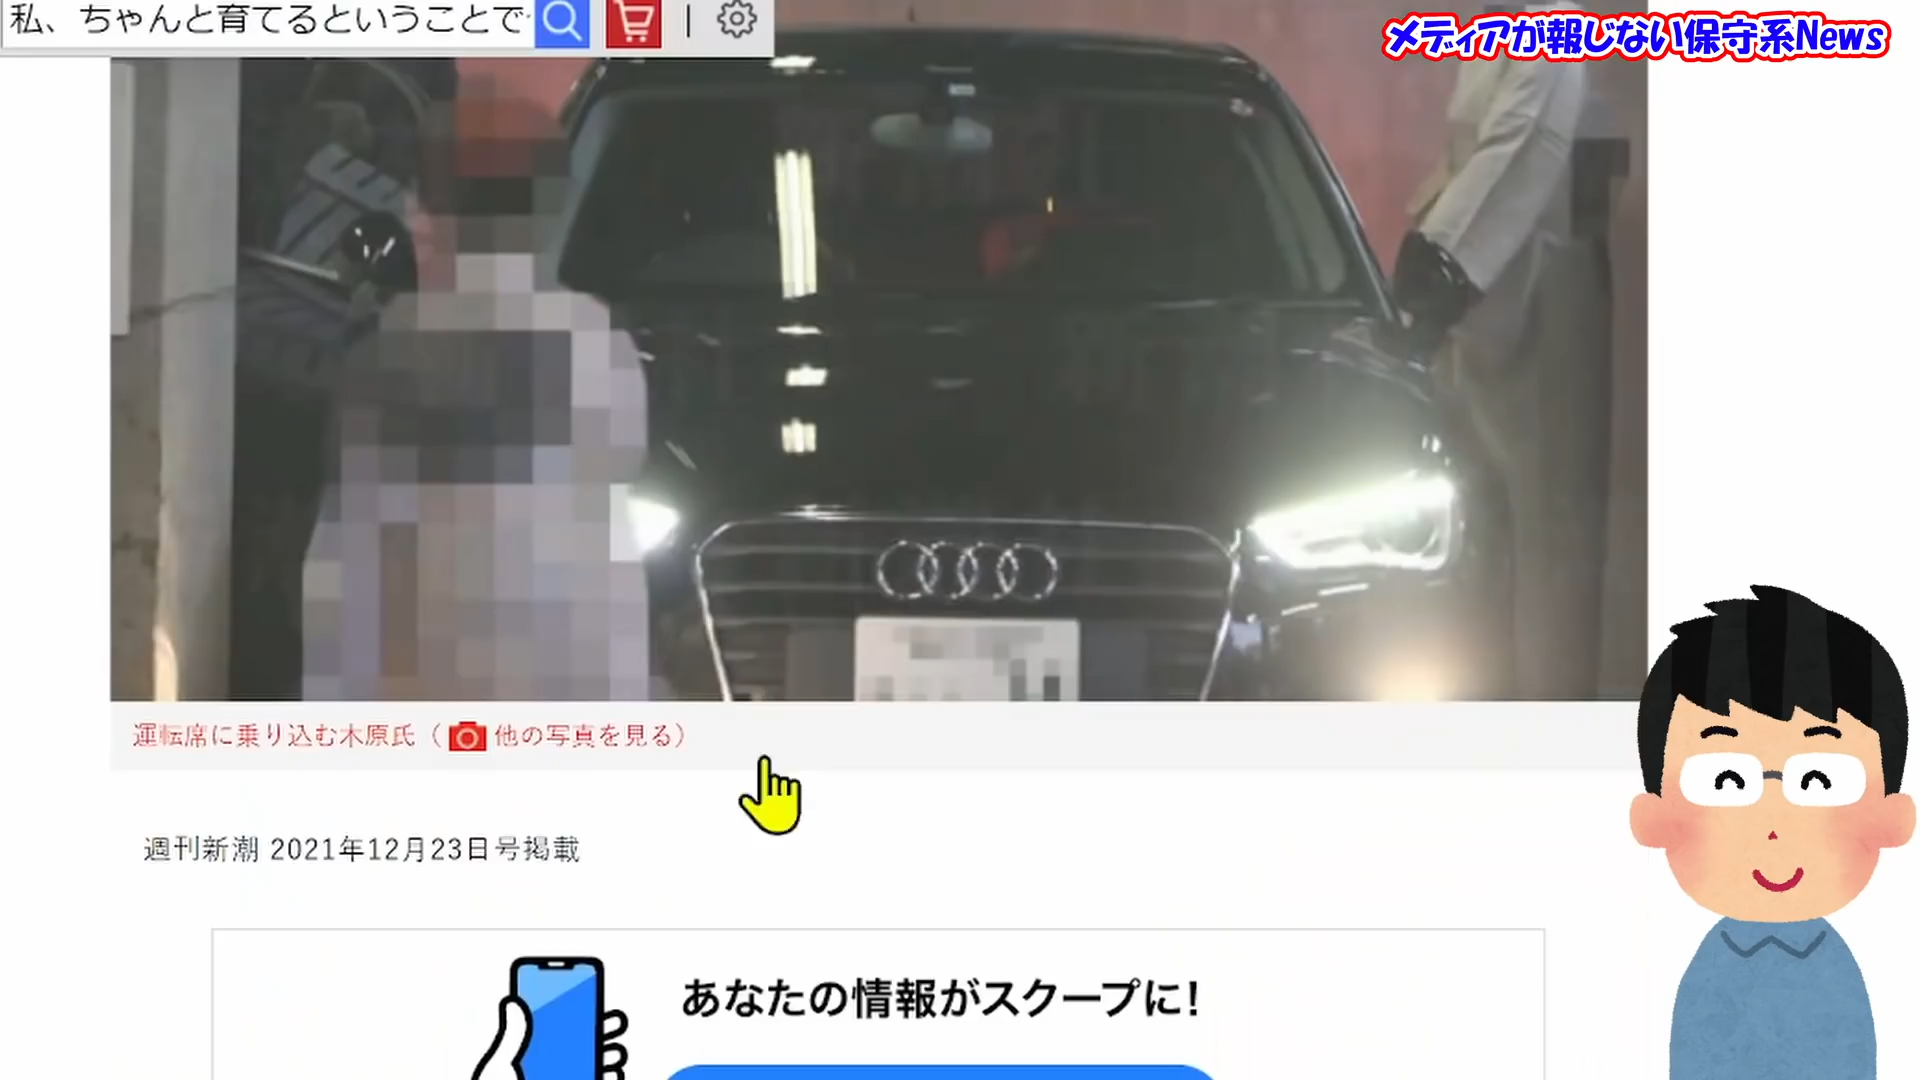 私、ちゃんと育てるということで
メディアが報じない保守系News
運転席に乗り込む木原氏（ 他の写真を見る）
週刊新潮 2021年12月23日号掲載
あなたの情報がスクープに!